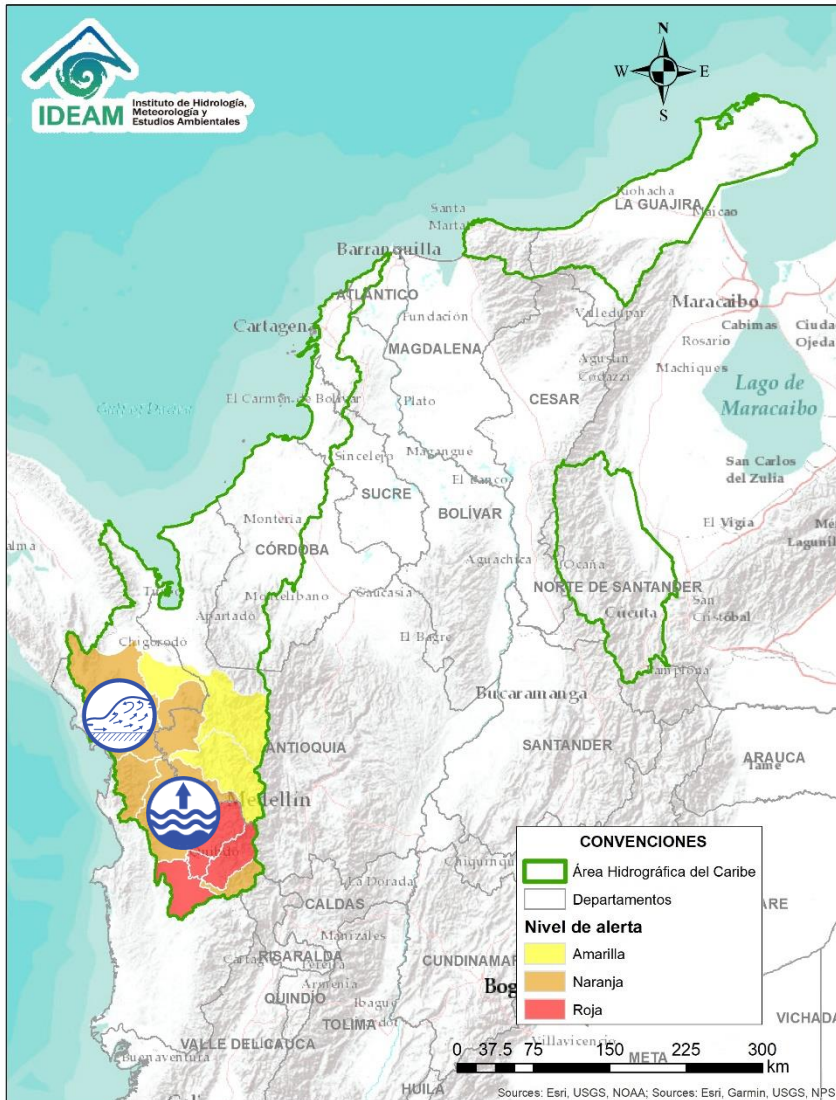 IDEAM
Instituto de Hidrología,
Meteorología y
Estudios Ambientales
N
W
E
S
Riohacha
LA GUAJIRA
Maicao
Santa
Marta
Barranquilla
ATLÁNTICO
Maracaibo
Cabimas
Ciudad
Ojeda
Cartagena
Fundación
Valledupar
Rosario
MAGDALENA
Agustín
Codazzi
Machiques
Lago de
Maracaibo
El Carmen de Bolívar
Plato
CESAR
Sincelejo
Magangué
San Carlos
del Zulia
El Banco
SUCRE
BOLÍVAR
Montería
CÓRDOBA
El Vigía
Aguachica
Ocaña
NORTE DE SANTANDER
Montelíbano
Caucasia
Apartadó
Cúcuta
San
Cristóbal
El Bagre
Chigorodó
Pamplona
Bucaramanga
ANTIOQUIA
SANTANDER
ARAUCA
Tame
Medellín
Quibdó
La Dorada
CALDAS
Manizales
RISARALDA
Pereira
CUNDINAMAR
Armenia
Bog
QUINDÍO
Ibagué
TOLIMA
VICHADA
Villavicencio
VALLE DEL CAUCA
Buenaventura
META
HUILA
CONVENCIONES
Área Hidrográfica del Caribe
Departamentos
Nivel de alerta
Amarilla
Naranja
Roja
0 37.5 75 150 225 300
km
Sources: Esri, USGS, NOAA; Sources: Esri, Garmin, USGS, NPS